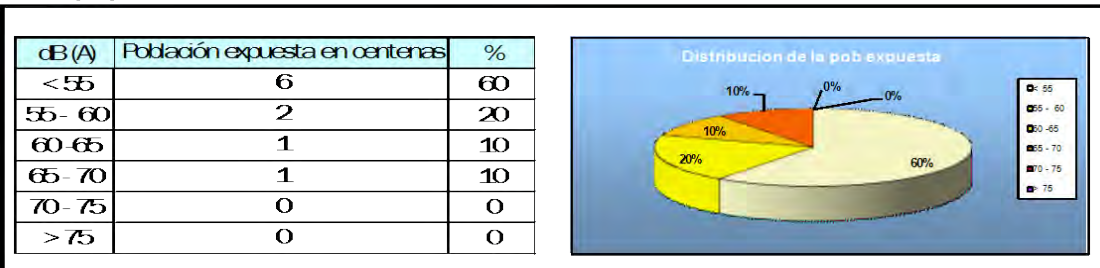 dB (A) Población expuesta en centenas %
< 55 6 60
55 - 60 2 20
60 -65 1 10
65 - 70 1 10
70 - 75 0 0
> 75 0 0
Distribucion de la pob expuesta
10% 0% 0%
10%
20% 60%
< 55
55 - 60
60 -65
65 - 70
70 - 75
> 75